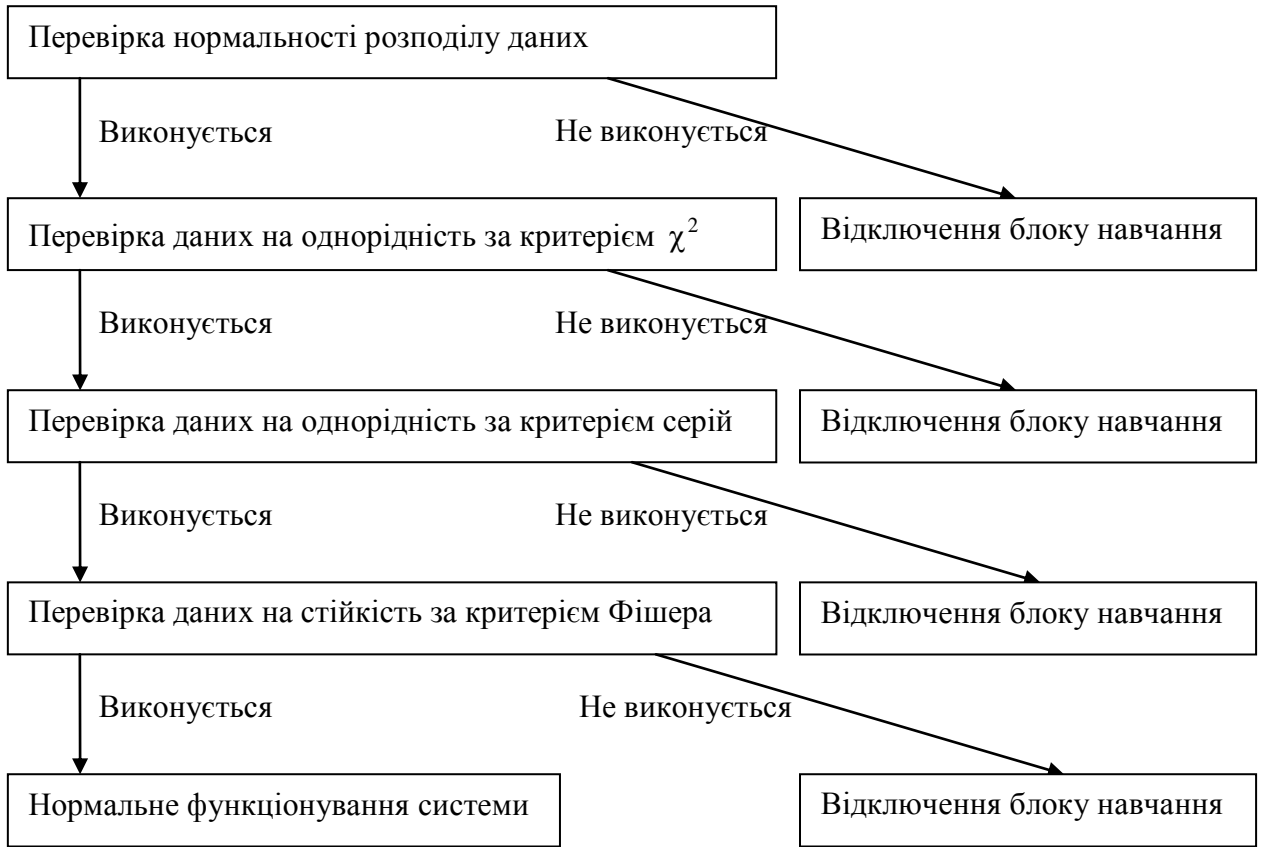 Перевірка нормальності розподілу даних
Виконується
Не виконується
Перевірка даних на однорідність за критерієм χ²
Відключення блоку навчання
Виконується
Не виконується
Перевірка даних на однорідність за критерієм серій
Відключення блоку навчання
Виконується
Не виконується
Перевірка даних на стійкість за критерієм Фішера
Відключення блоку навчання
Виконується
Не виконується
Нормальне функціонування системи
Відключення блоку навчання